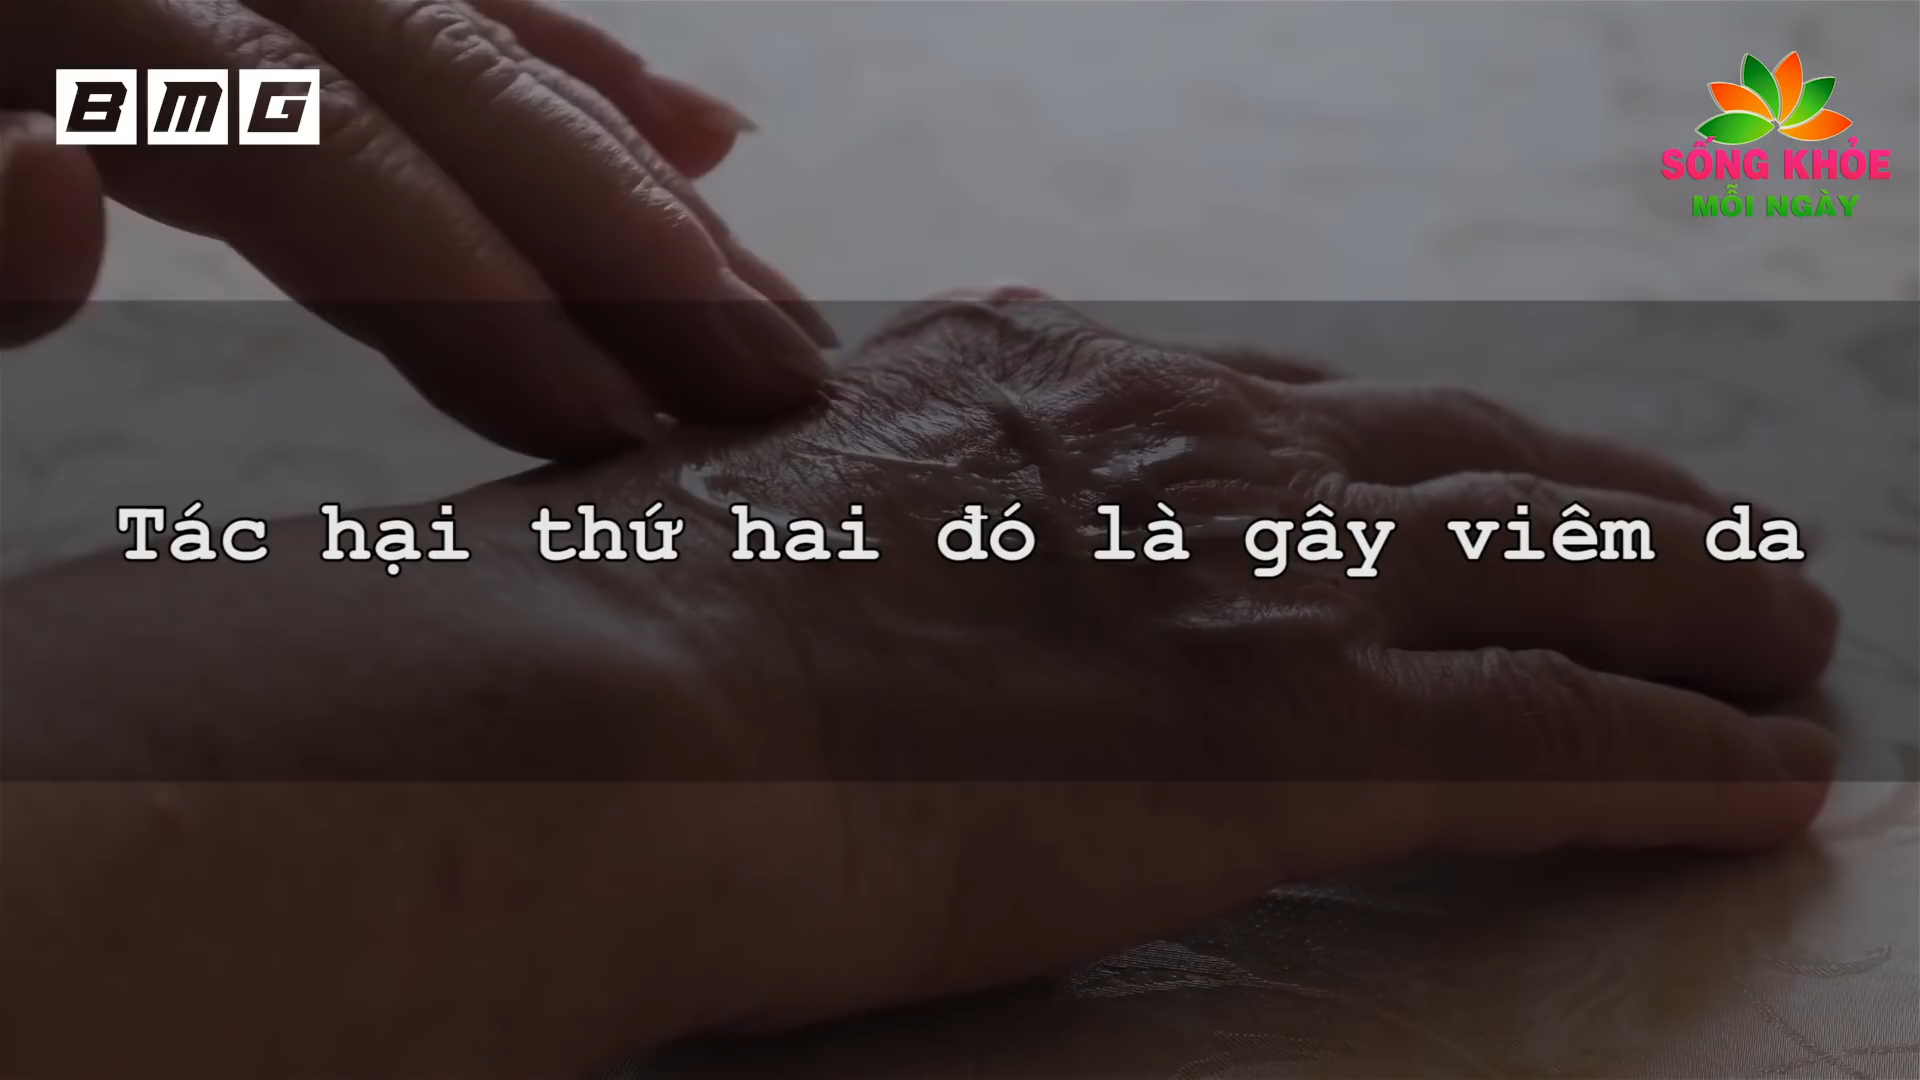 BMG
SỐNG KHỎE
MỖI NGÀY
Tác hại thứ hai đó là gây viêm da